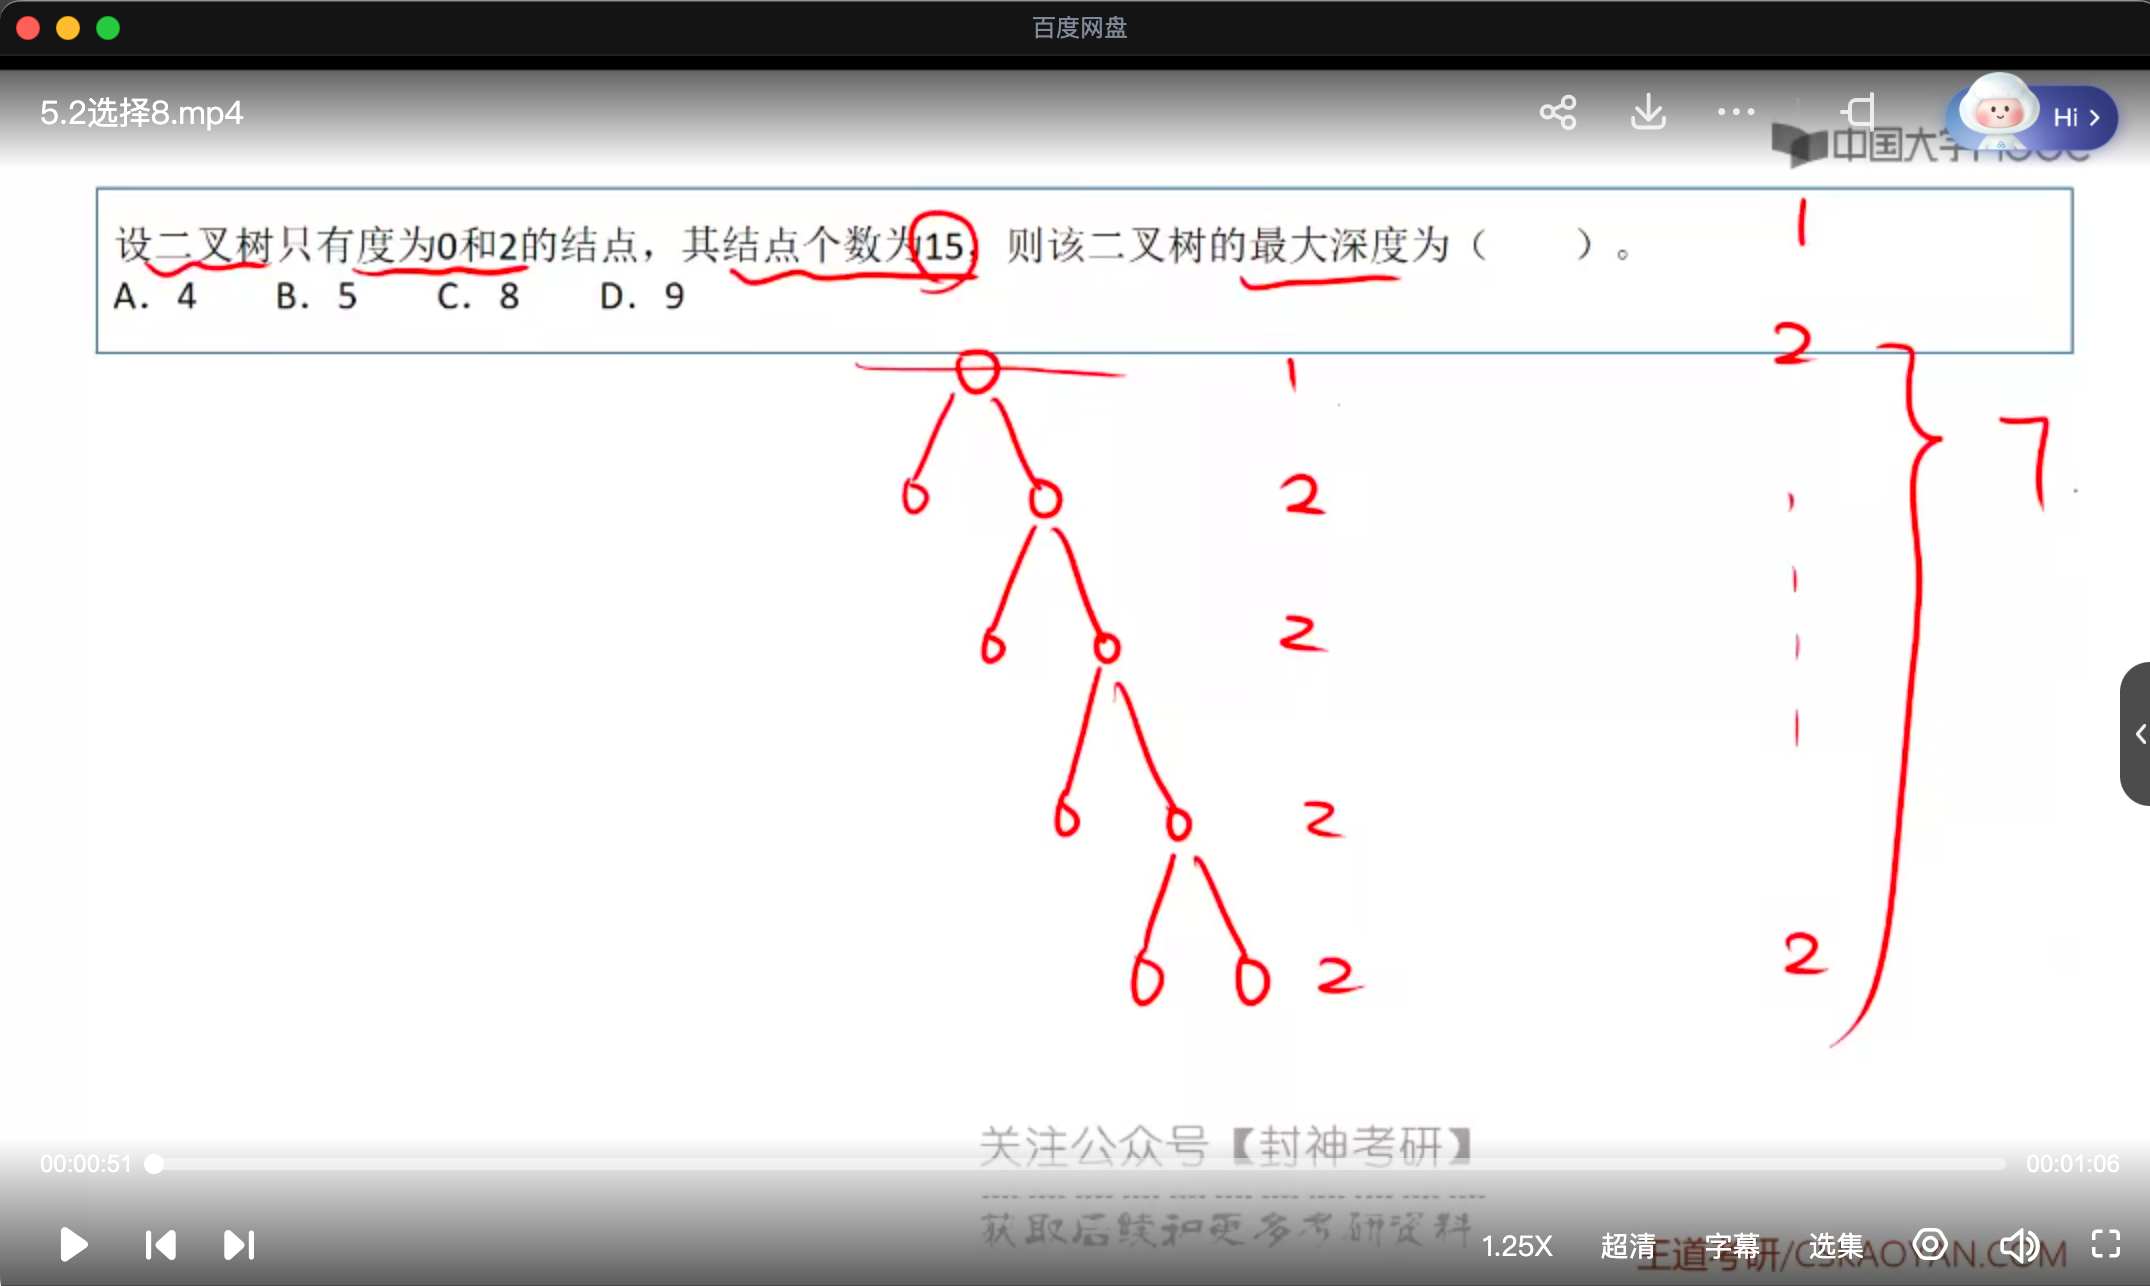 百度网盘
5.2选择8.mp4
Hi
中国大学MOOC
设二叉树只有度为0和2的结点，其结点个数为15，则该二叉树的最大深度为（ ）。
A. 4 B. 5 C. 8 D. 9
1
2
7
2
1
2
2
2
2
关注公众号【封神考研】
获取后续和更多考研资料
王道考研/CSKAOYAN.COM
00:00:51
00:01:06
1.25X 超清 字幕 选集